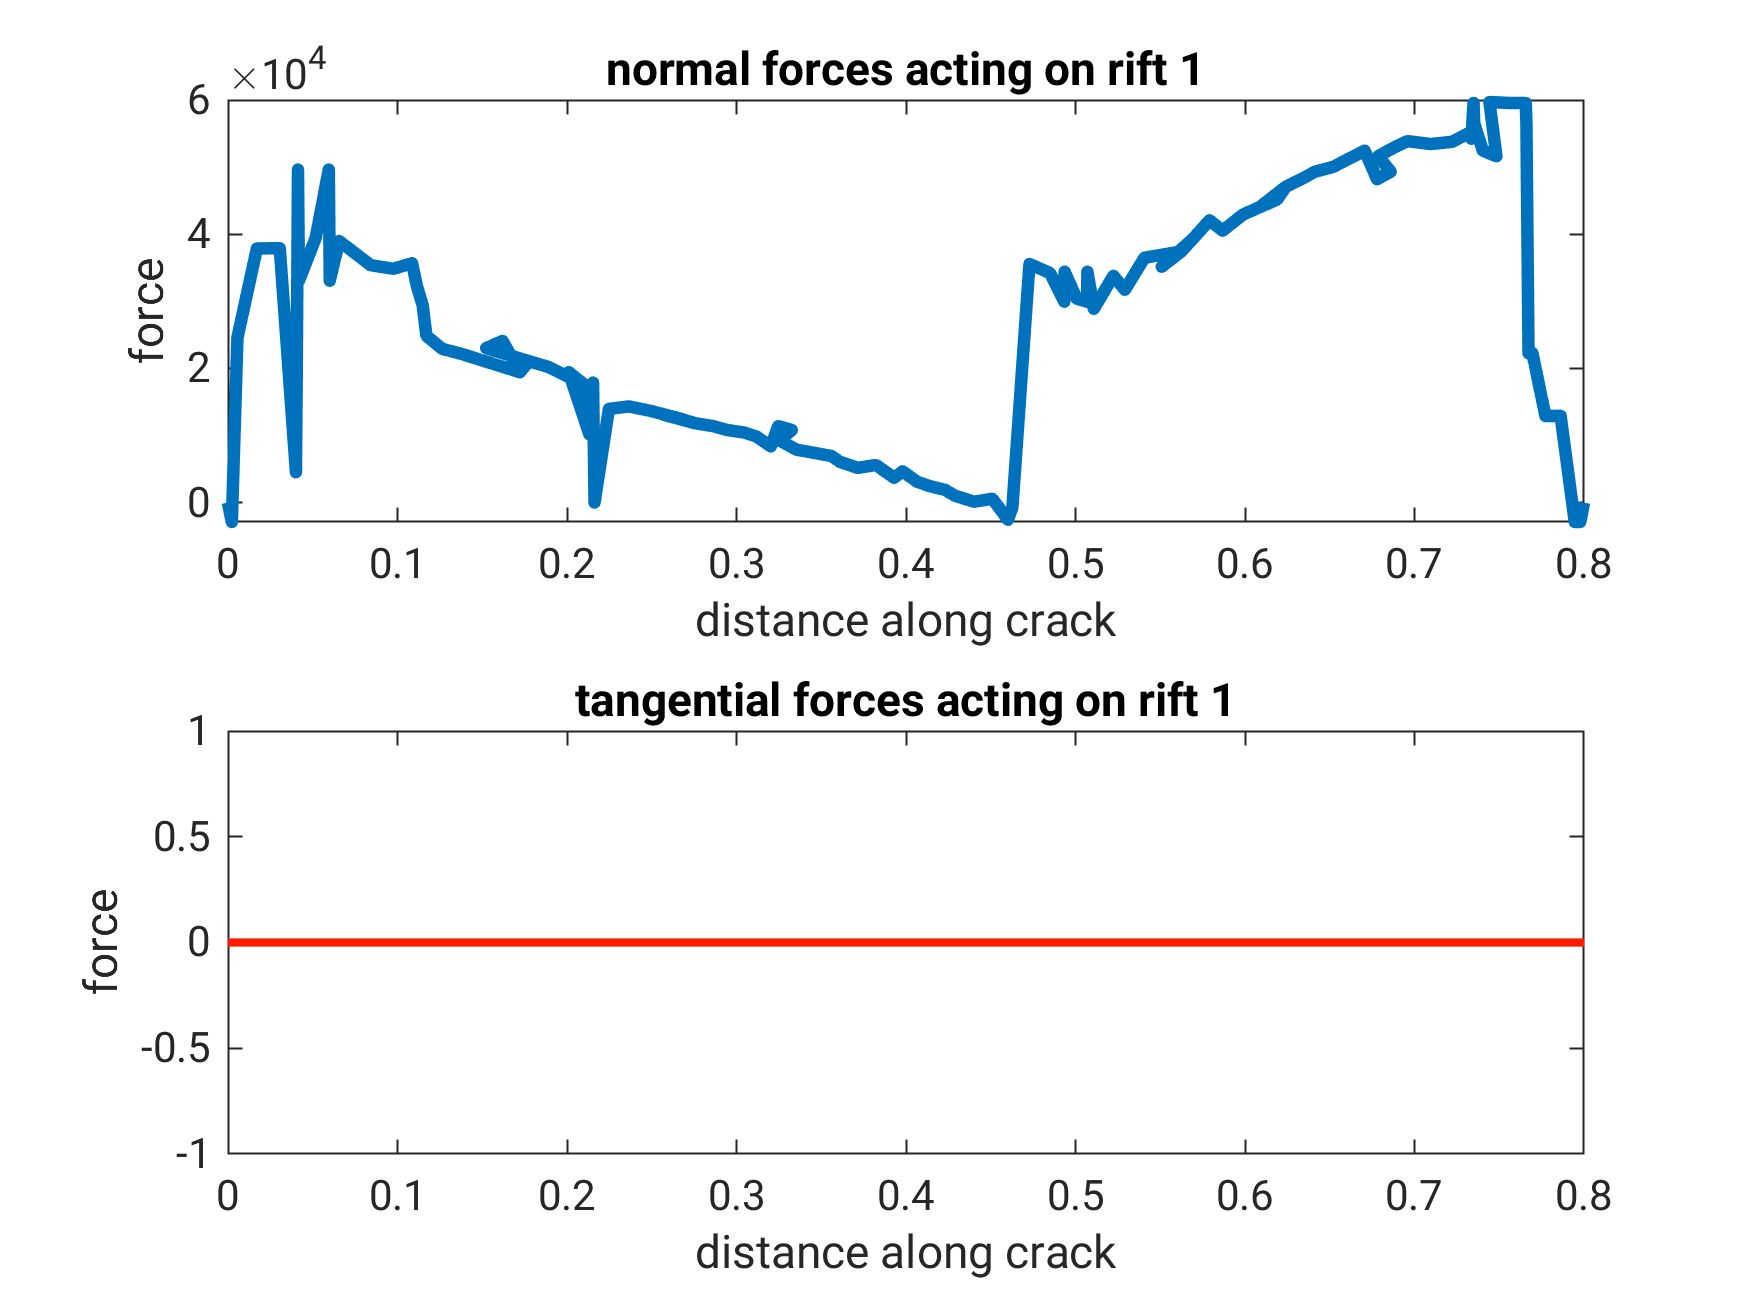 ×10⁴
normal forces acting on rift 1
6
4
2
0
force
0 0.1 0.2 0.3 0.4 0.5 0.6 0.7 0.8
distance along crack
tangential forces acting on rift 1
1
0.5
0
-0.5
-1
force
0 0.1 0.2 0.3 0.4 0.5 0.6 0.7 0.8
distance along crack